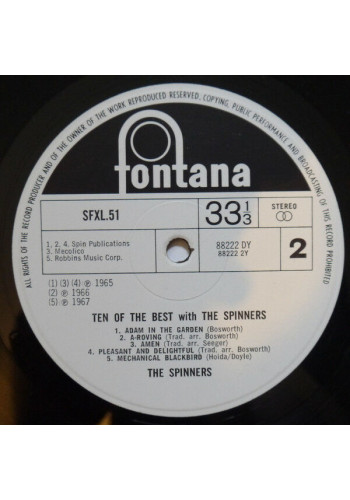 ALL RIGHTS OF THE RECORD PRODUCER AND OF THE OWNER OF THE WORK REPRODUCED RESERVED, COPYING, PUBLIC PERFORMANCE AND BROADCASTING OF THIS RECORD PROHIBITED
fontana
SFXL.51
33 1/3
STEREO
1, 2, 4. Spin Publications
3. Mecolico
5. Robbins Music Corp.
88222 DY
88222 2Y
2
(1) (3) (4) ℗ 1965
(2) ℗ 1966
(5) ℗ 1967
TEN OF THE BEST with THE SPINNERS
1. ADAM IN THE GARDEN (Bosworth)
2. A-ROVING (Trad. arr. Bosworth)
3. AMEN (Trad. arr. Seeger)
4. PLEASANT AND DELIGHTFUL (Trad. arr. Bosworth)
5. MECHANICAL BLACKBIRD (Hoida/Doyle)
THE SPINNERS